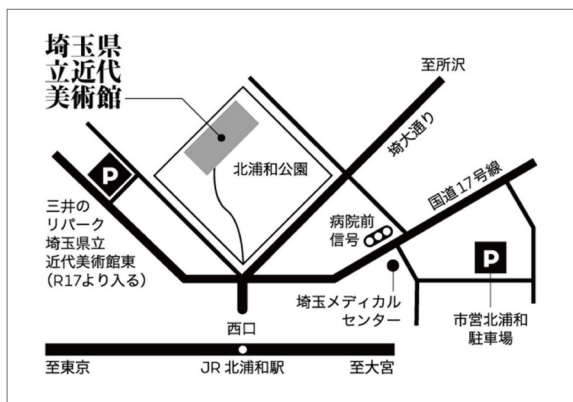 埼玉県
立近代
美術館
至所沢
埼大通り
北浦和公園
国道17号線
P
三井の
リパーク
埼玉県立
近代美術館東
（R17より入る）
病院前
信号
P
埼玉メディカル
センター
市営北浦和
駐車場
西口
至東京
JR 北浦和駅
至大宮